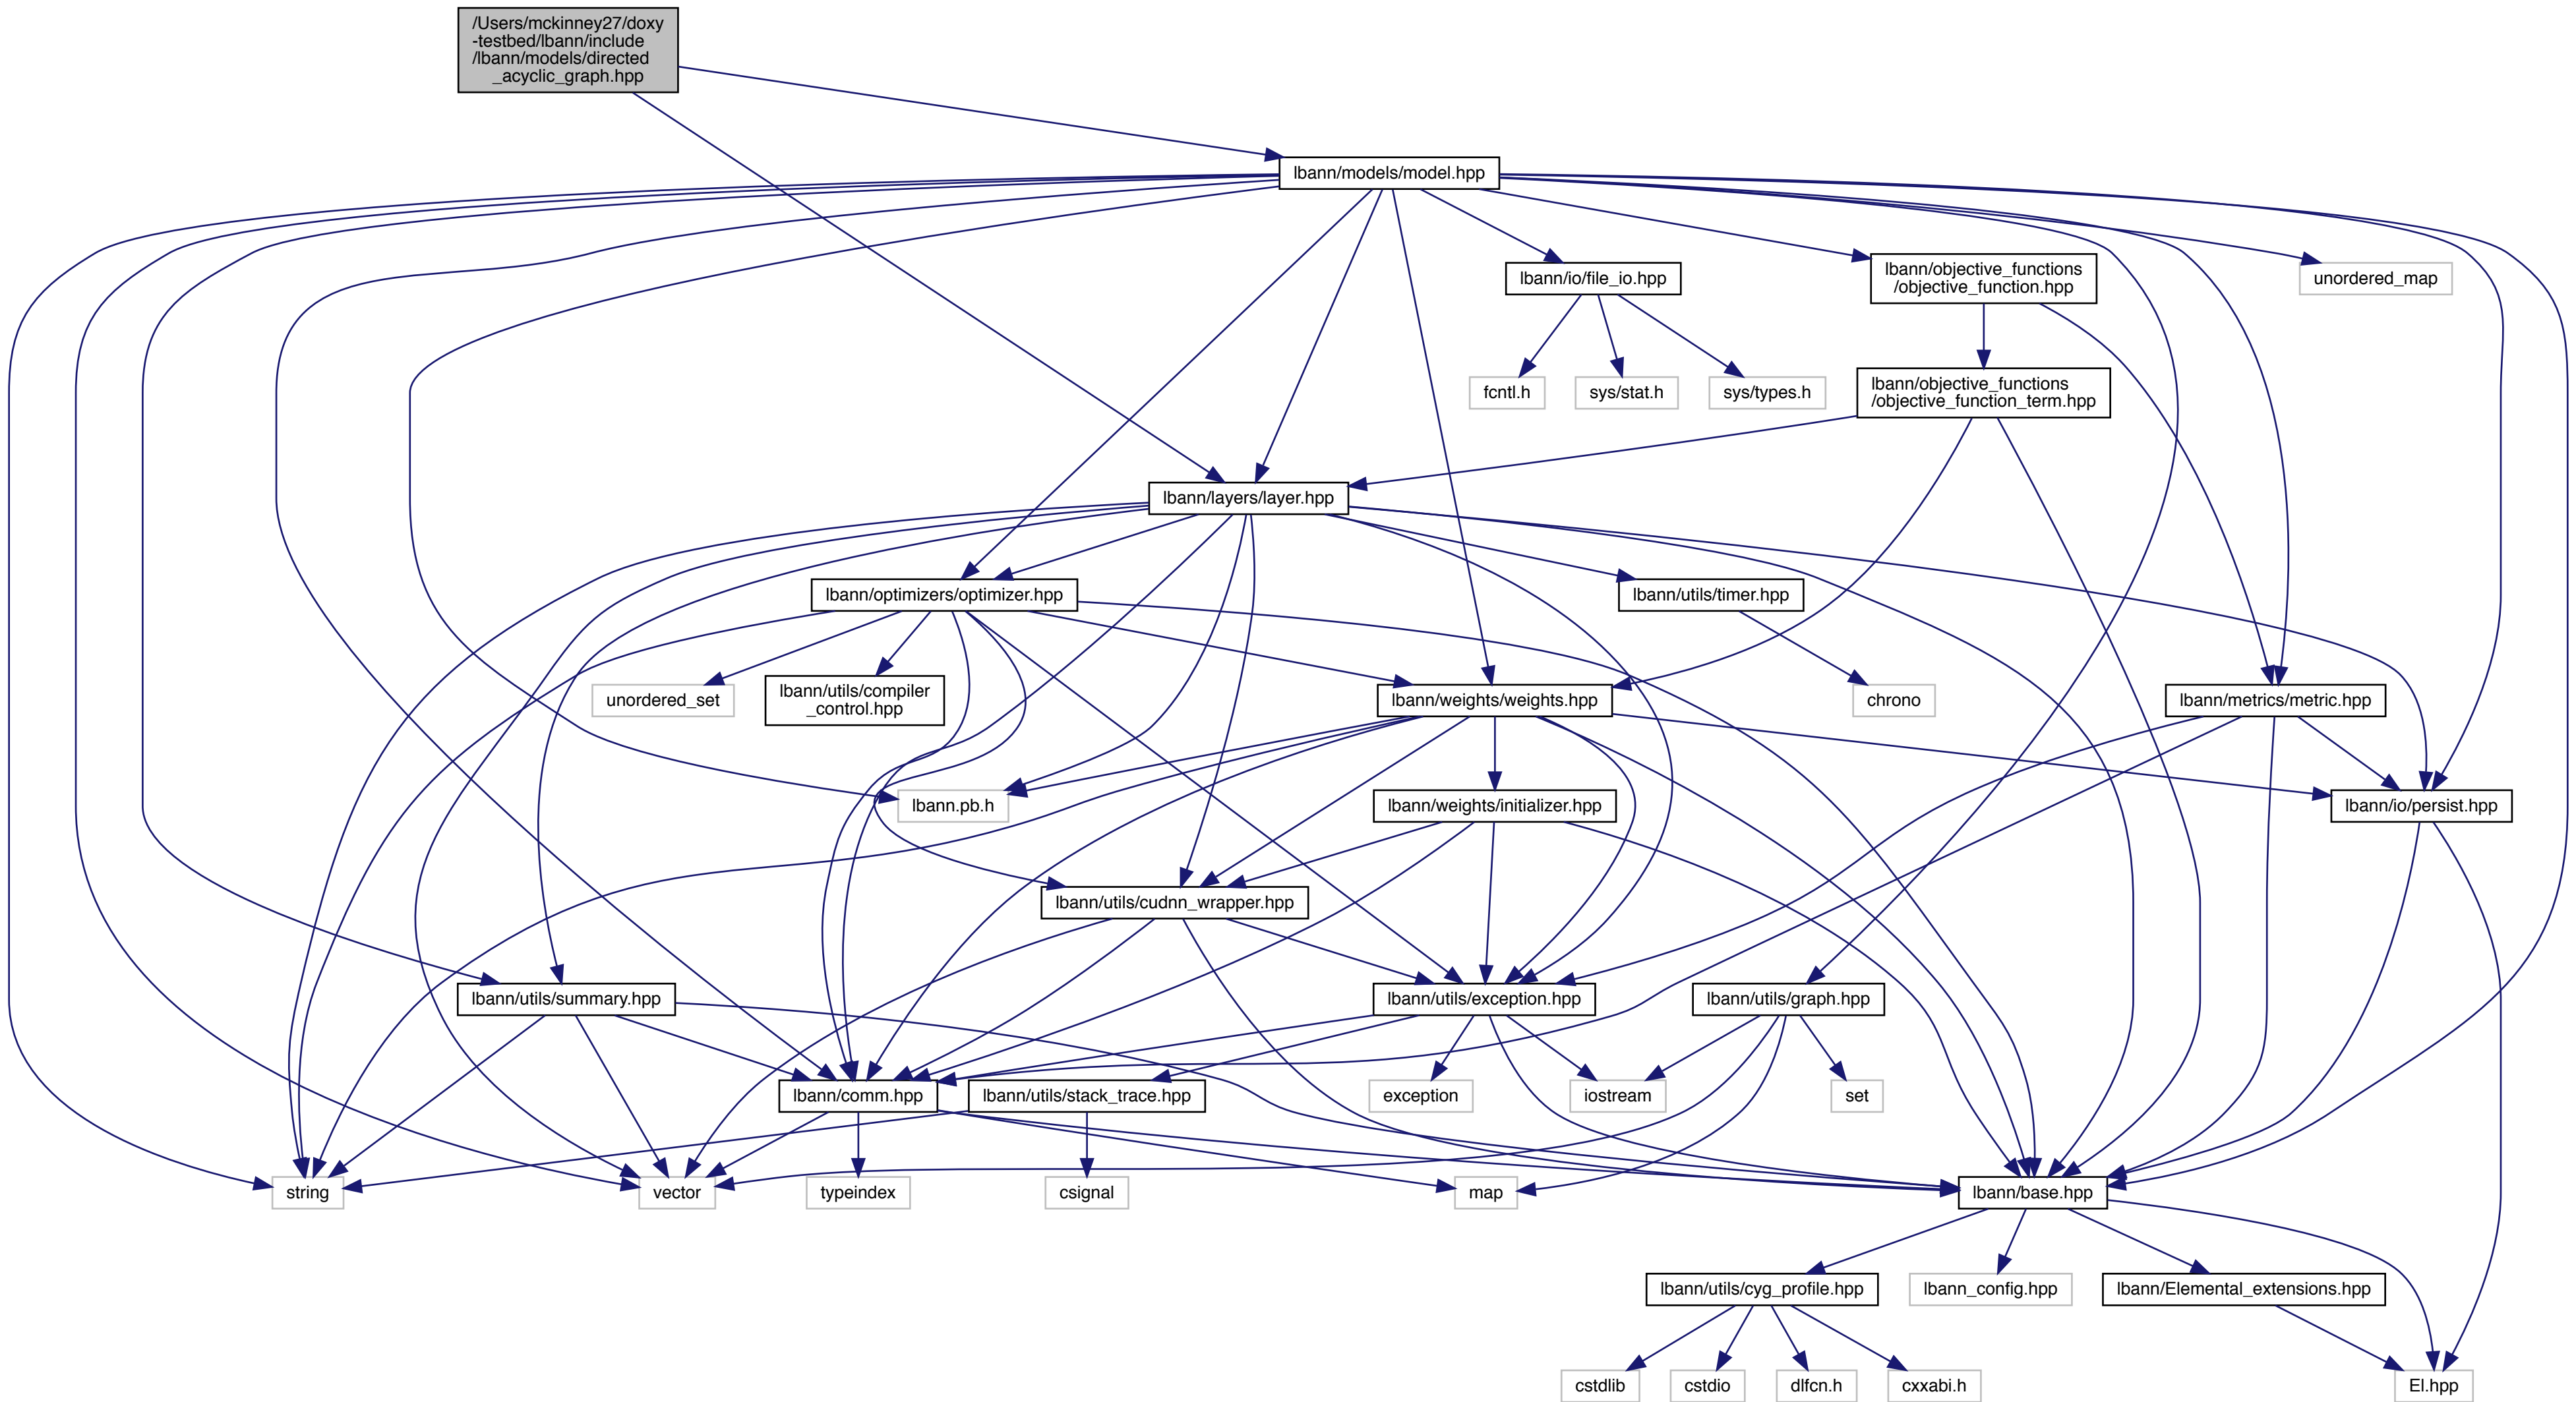 /Users/mckinney27/doxy
-testbed/lbann/include
/lbann/models/directed
_acyclic_graph.hpp
lbann/models/model.hpp
lbann/io/file_io.hpp
lbann/objective_functions
/objective_function.hpp
unordered_map
fcntl.h
sys/stat.h
sys/types.h
lbann/objective_functions
/objective_function_term.hpp
lbann/layers/layer.hpp
lbann/optimizers/optimizer.hpp
lbann/utils/timer.hpp
unordered_set
lbann/utils/compiler
_control.hpp
lbann/weights/weights.hpp
chrono
lbann/metrics/metric.hpp
lbann.pb.h
lbann/weights/initializer.hpp
lbann/io/persist.hpp
lbann/utils/cudnn_wrapper.hpp
lbann/utils/summary.hpp
lbann/utils/exception.hpp
lbann/utils/graph.hpp
lbann/comm.hpp
lbann/utils/stack_trace.hpp
exception
iostream
set
string
vector
typeindex
csignal
map
lbann/base.hpp
lbann/utils/cyg_profile.hpp
lbann_config.hpp
lbann/Elemental_extensions.hpp
cstdlib
cstdio
dlfcn.h
cxxabi.h
El.hpp